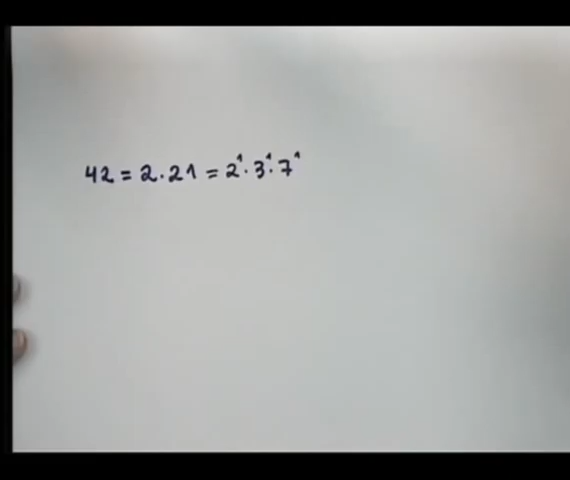 42 = 2 · 21 = 2¹ · 3¹ · 7¹